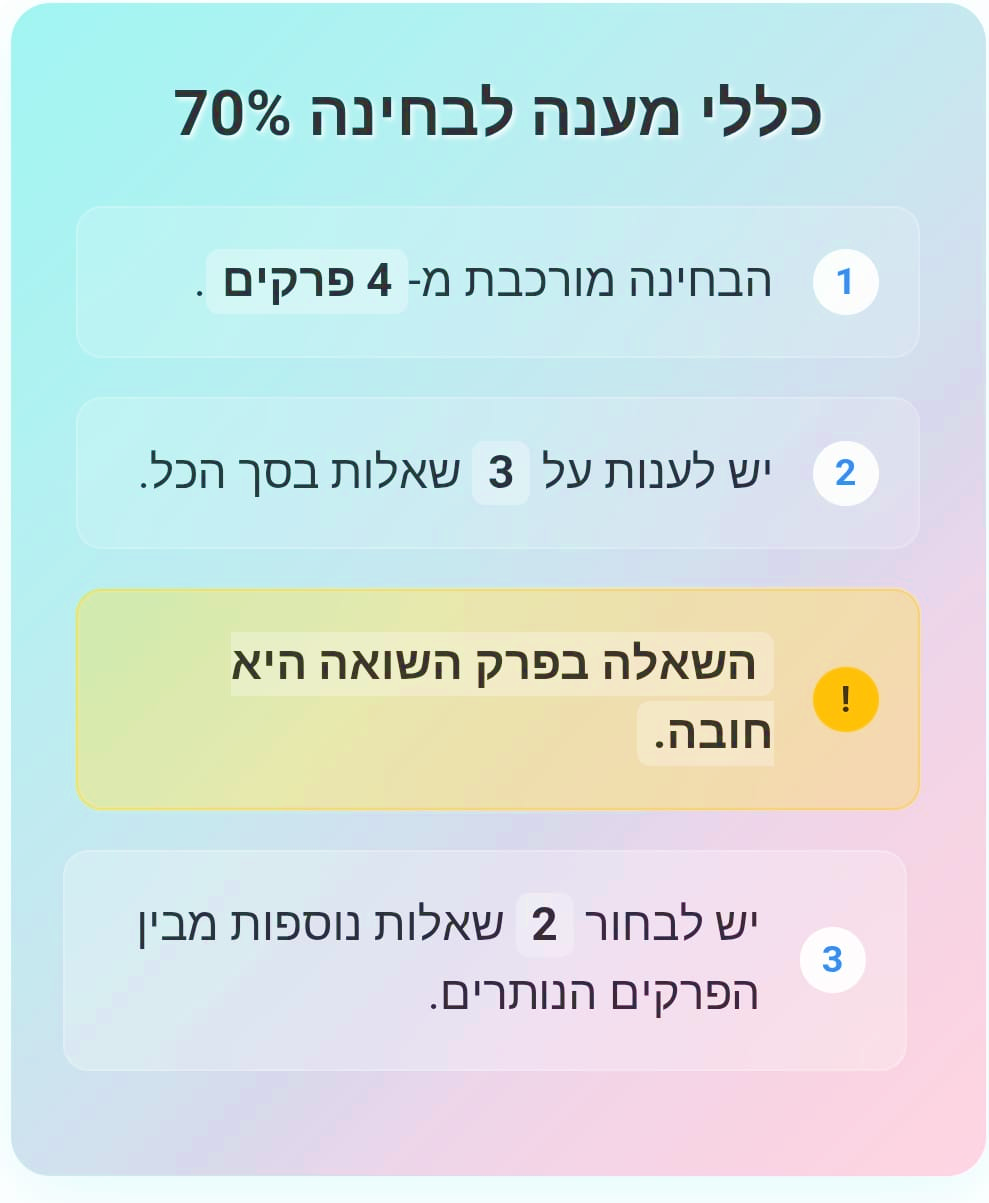 כללי מענה לבחינה 70%
1 הבחינה מורכבת מ- 4 פרקים .
2 יש לענות על 3 שאלות בסך הכל.
השאלה בפרק השואה היא
! חובה.
יש לבחור 2 שאלות נוספות מבין
3 הפרקים הנותרים.